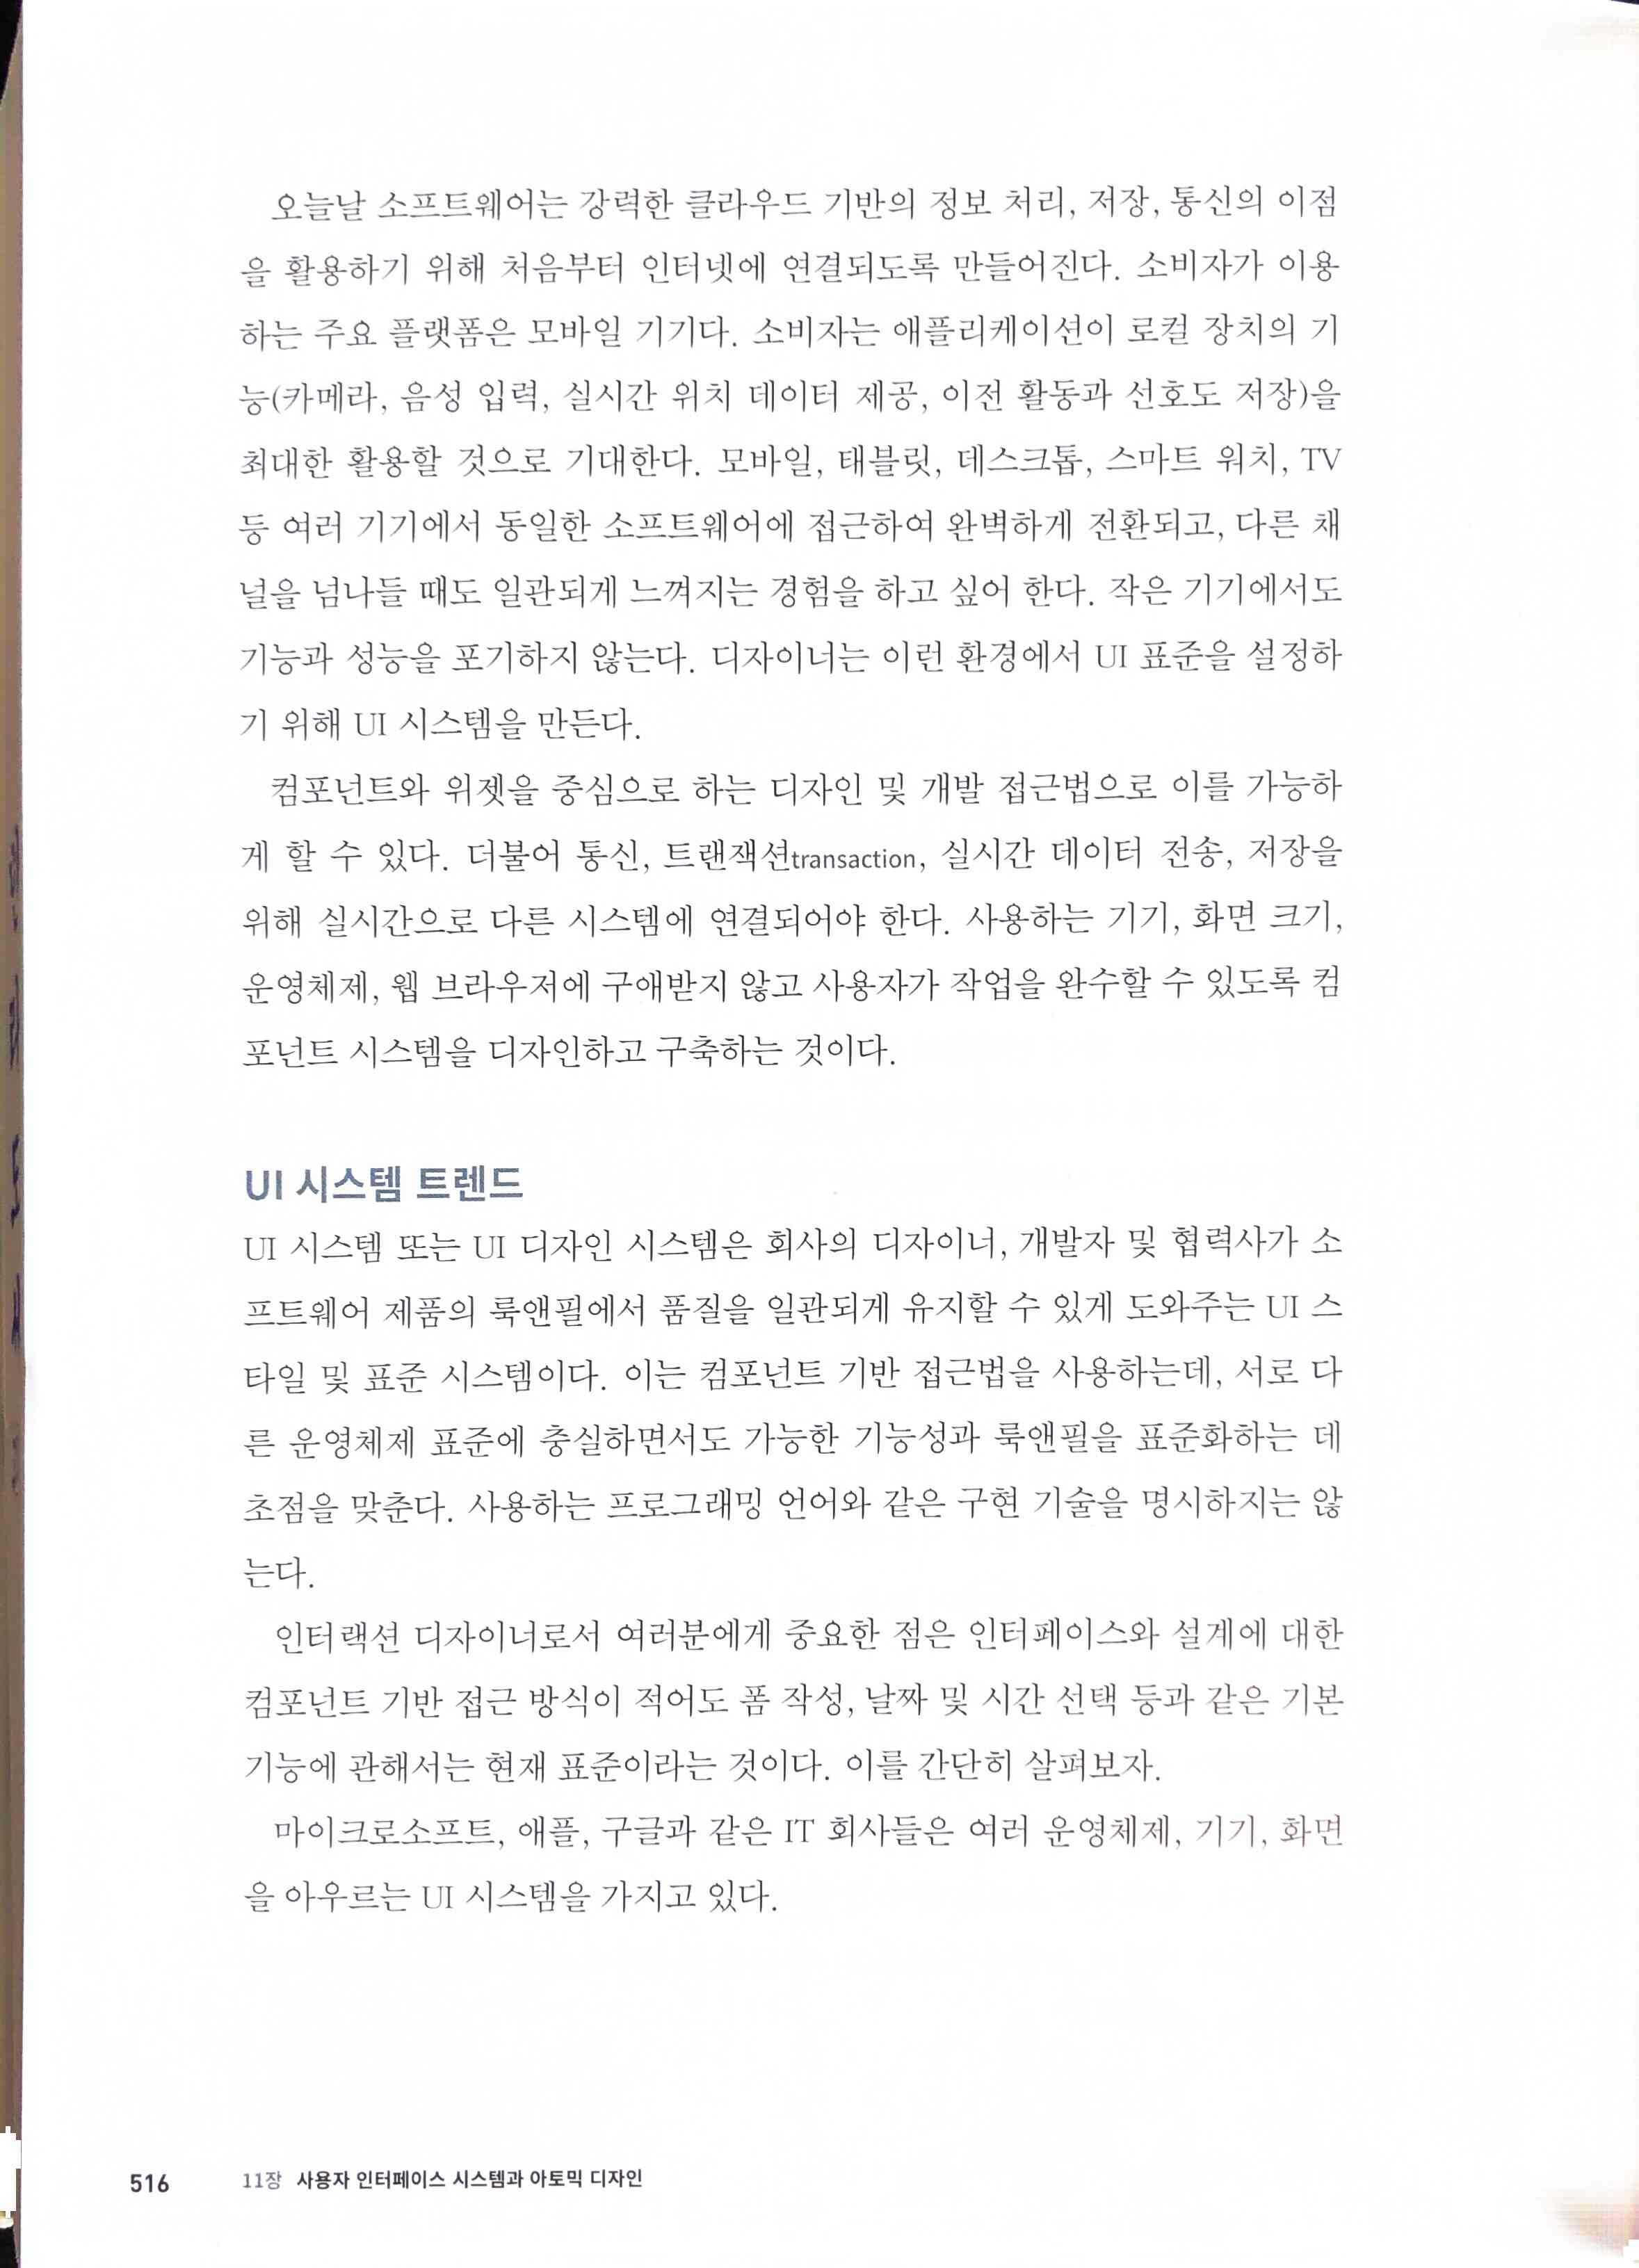 오늘날 소프트웨어는 강력한 클라우드 기반의 정보 처리, 저장, 통신의 이점
을 활용하기 위해 처음부터 인터넷에 연결되도록 만들어진다. 소비자가 이용
하는 주요 플랫폼은 모바일 기기다. 소비자는 애플리케이션이 로컬 장치의 기
능(카메라, 음성 입력, 실시간 위치 데이터 제공, 이전 활동과 선호도 저장)을
최대한 활용할 것으로 기대한다. 모바일, 태블릿, 데스크톱, 스마트 워치, TV
등 여러 기기에서 동일한 소프트웨어에 접근하여 완벽하게 전환되고, 다른 채
널을 넘나들 때도 일관되게 느껴지는 경험을 하고 싶어 한다. 작은 기기에서도
기능과 성능을 포기하지 않는다. 디자이너는 이런 환경에서 UI 표준을 설정하
기 위해 UI 시스템을 만든다.
컴포넌트와 위젯을 중심으로 하는 디자인 및 개발 접근법으로 이를 가능하
게 할 수 있다. 더불어 통신, 트랜잭션transaction, 실시간 데이터 전송, 저장을
위해 실시간으로 다른 시스템에 연결되어야 한다. 사용하는 기기, 화면 크기,
운영체제, 웹 브라우저에 구애받지 않고 사용자가 작업을 완수할 수 있도록 컴
포넌트 시스템을 디자인하고 구축하는 것이다.
UI 시스템 트렌드
UI 시스템 또는 UI 디자인 시스템은 회사의 디자이너, 개발자 및 협력사가 소
프트웨어 제품의 룩앤필에서 품질을 일관되게 유지할 수 있게 도와주는 UI 스
타일 및 표준 시스템이다. 이는 컴포넌트 기반 접근법을 사용하는데, 서로 다
른 운영체제 표준에 충실하면서도 가능한 기능성과 룩앤필을 표준화하는 데
초점을 맞춘다. 사용하는 프로그래밍 언어와 같은 구현 기술을 명시하지는 않
는다.
인터랙션 디자이너로서 여러분에게 중요한 점은 인터페이스와 설계에 대한
컴포넌트 기반 접근 방식이 적어도 폼 작성, 날짜 및 시간 선택 등과 같은 기본
기능에 관해서는 현재 표준이라는 것이다. 이를 간단히 살펴보자.
마이크로소프트, 애플, 구글과 같은 IT 회사들은 여러 운영체제, 기기, 화면
을 아우르는 UI 시스템을 가지고 있다.
516 11장 사용자 인터페이스 시스템과 아토믹 디자인